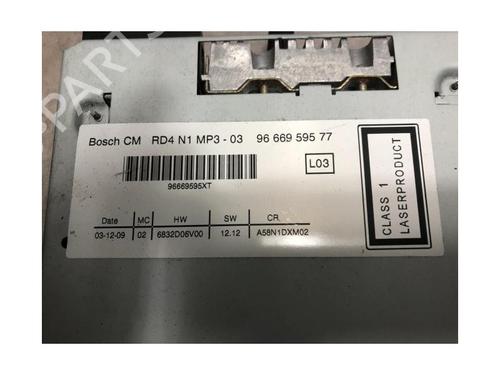 Bosch CM RD4 N1 MP3 - 03 96 669 595 77
96669595XT
L03
CLASS 1
LASERPRODUCT
Date MC HW SW CR.
03-12-09 02 6832D06V00 12.12 A58N1DXM02